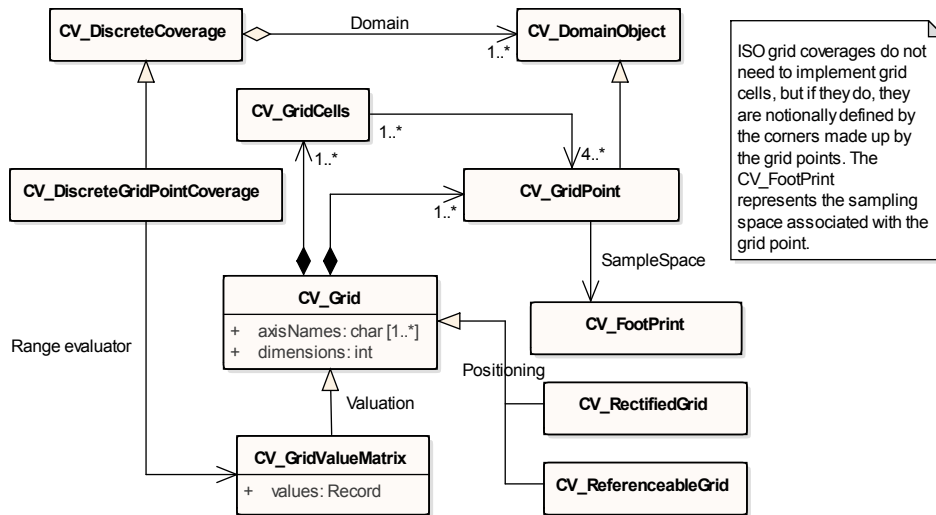 CV_DiscreteCoverage
Domain
1..*
CV_DomainObject
ISO grid coverages do not
need to implement grid
cells, but if they do, they
are notionally defined by
the corners made up by
the grid points. The
CV_FootPrint
represents the sampling
space associated with the
grid point.
CV_GridCells
1..*
1..*
4..*
CV_DiscreteGridPointCoverage
CV_GridPoint
1..*
SampleSpace
CV_Grid
+ axisNames: char [1..*]
+ dimensions: int
CV_FootPrint
Range evaluator
Positioning
Valuation
CV_RectifiedGrid
CV_GridValueMatrix
+ values: Record
CV_ReferenceableGrid